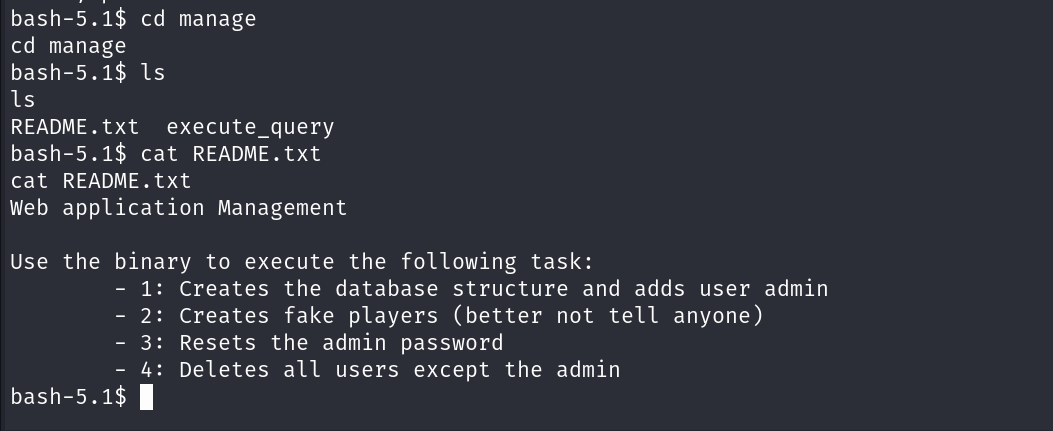 bash-5.1$ cd manage
cd manage
bash-5.1$ ls
ls
README.txt  execute_query
bash-5.1$ cat README.txt
cat README.txt
Web application Management

Use the binary to execute the following task:
        - 1: Creates the database structure and adds user admin
        - 2: Creates fake players (better not tell anyone)
        - 3: Resets the admin password
        - 4: Deletes all users except the admin
bash-5.1$